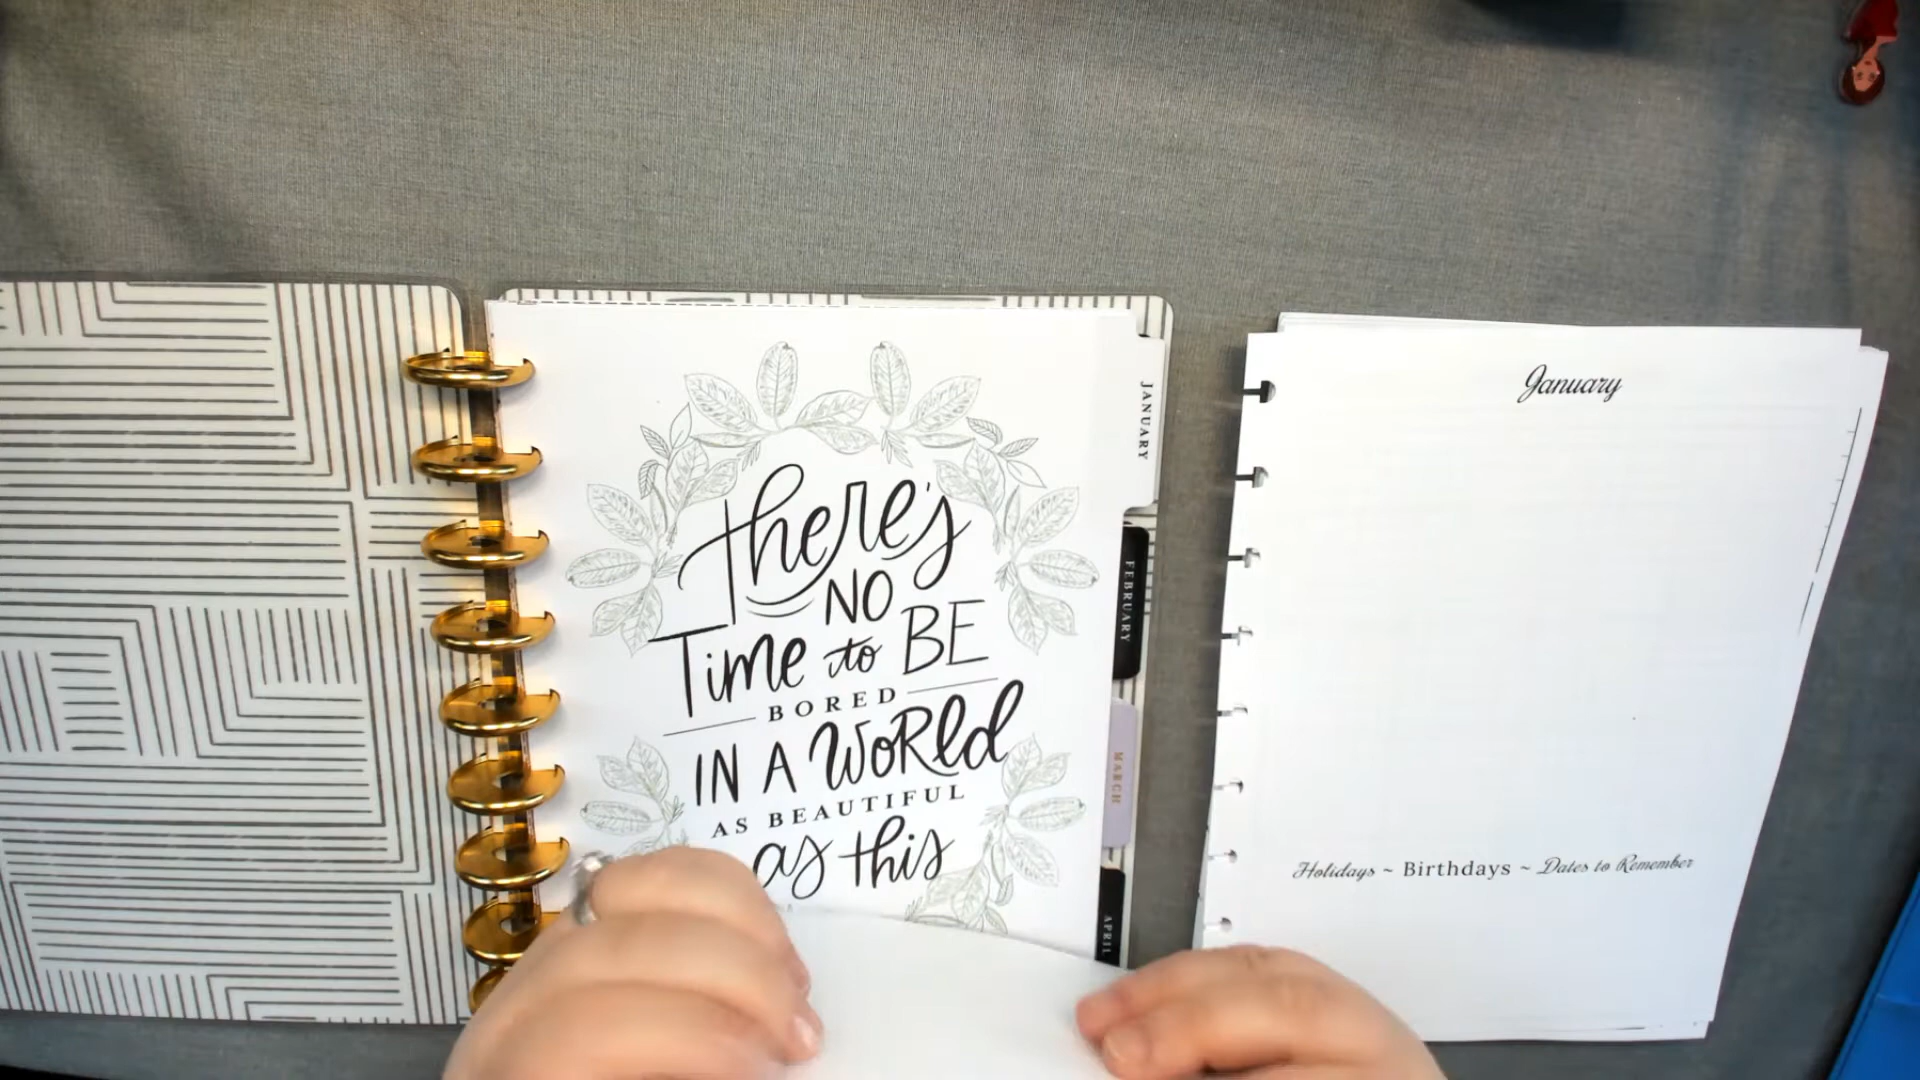 There's
NO
Time to BE
BORED
IN A WORLD
AS BEAUTIFUL
as this
JANUARY
FEBRUARY
MARCH
APRIL
January
Holidays ~ Birthdays ~ Dates to Remember